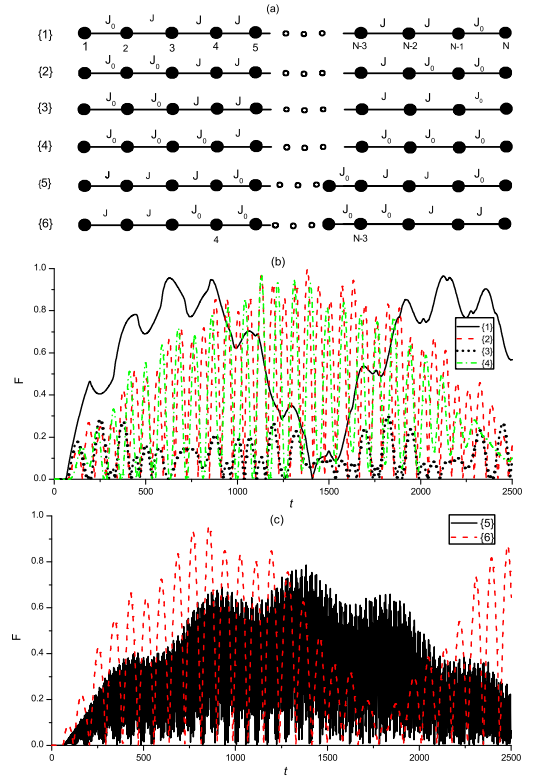 (a)
{1} J₀ J J J J J J₀
1 2 3 4 5 N-3 N-2 N-1 N
{2} J₀ J₀ J J J J₀ J₀
{3} J₀ J₀ J J J J J₀
{4} J₀ J₀ J₀ J J₀ J₀ J₀
{5} J J J J₀ J₀ J J J₀
{6} J J J₀ J₀ J₀ J₀ J J
4 N-3
(b)
1.0
0.8
0.6
0.4
0.2
0.0
F
{1}
{2}
{3}
{4}
0 500 1000 1500 2000 2500
t
(c)
1.0
0.8
0.6
0.4
0.2
0.0
F
{5}
{6}
0 500 1000 1500 2000 2500
t